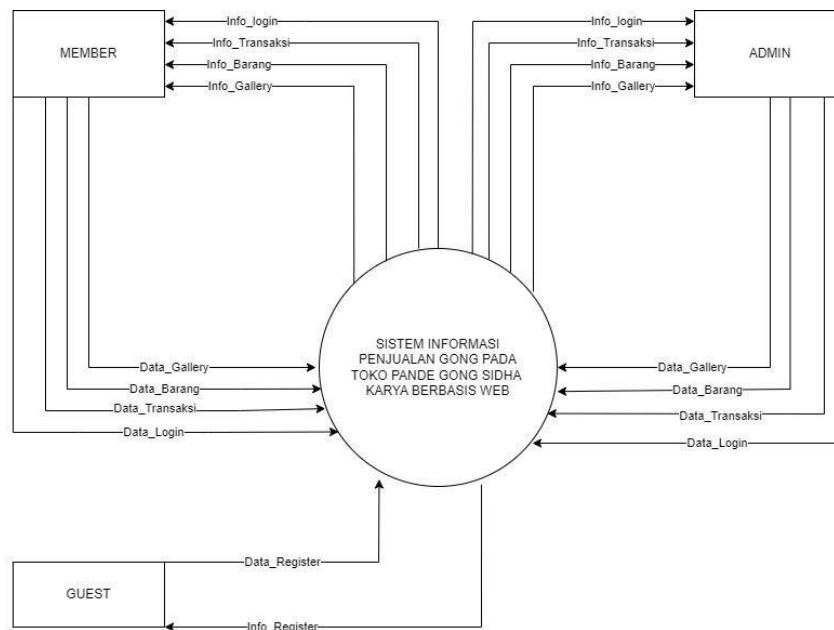 MEMBER
Info_login
Info_Transaksi
Info_Barang
Info_Gallery
Info_login
Info_Transaksi
Info_Barang
Info_Gallery
ADMIN
SISTEM INFORMASI
PENJUALAN GONG PADA
TOKO PANDE GONG SIDHA
KARYA BERBASIS WEB
Data_Gallery
Data_Barang
Data_Transaksi
Data_Login
Data_Gallery
Data_Barang
Data_Transaksi
Data_Login
GUEST
Data_Register
Info_Register